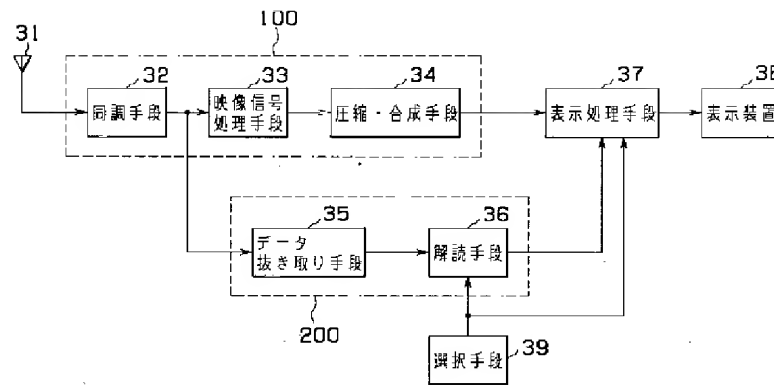 100
31
32
33
34
37
38
同調手段
映像信号
処理手段
圧縮・合成手段
表示処理手段
表示装置
35
36
データ
抜き取り手段
解読手段
200
選択手段
39